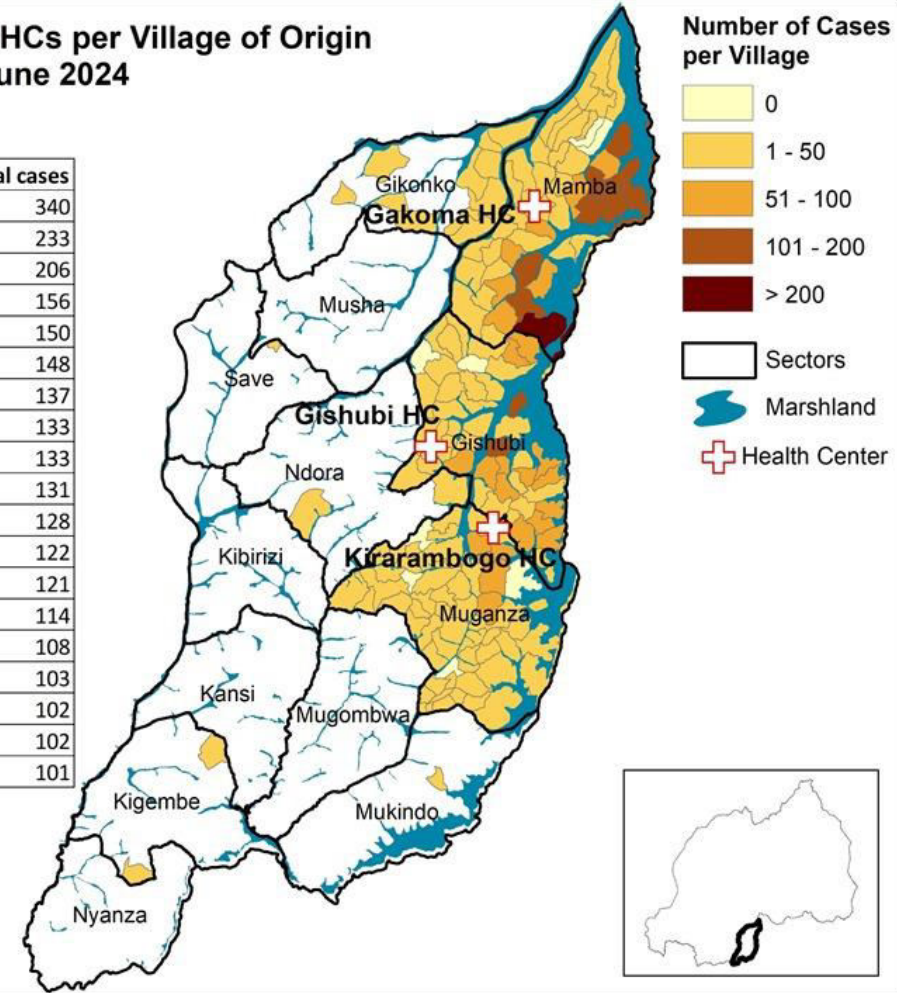 HCs per Village of Origin
une 2024
al cases
340
233
206
156
150
148
137
133
133
131
128
122
121
114
108
103
102
102
101
Number of Cases
per Village
0
1 - 50
51 - 100
101 - 200
> 200
Sectors
Marshland
Health Center
Mamba
Gikonko
Gakoma HC
Musha
Save
Gishubi HC
Gishubi
Ndora
Kibirizi
Kirarambogo HC
Muganza
Kansi
Mugombwa
Kigembe
Mukindo
Nyanza